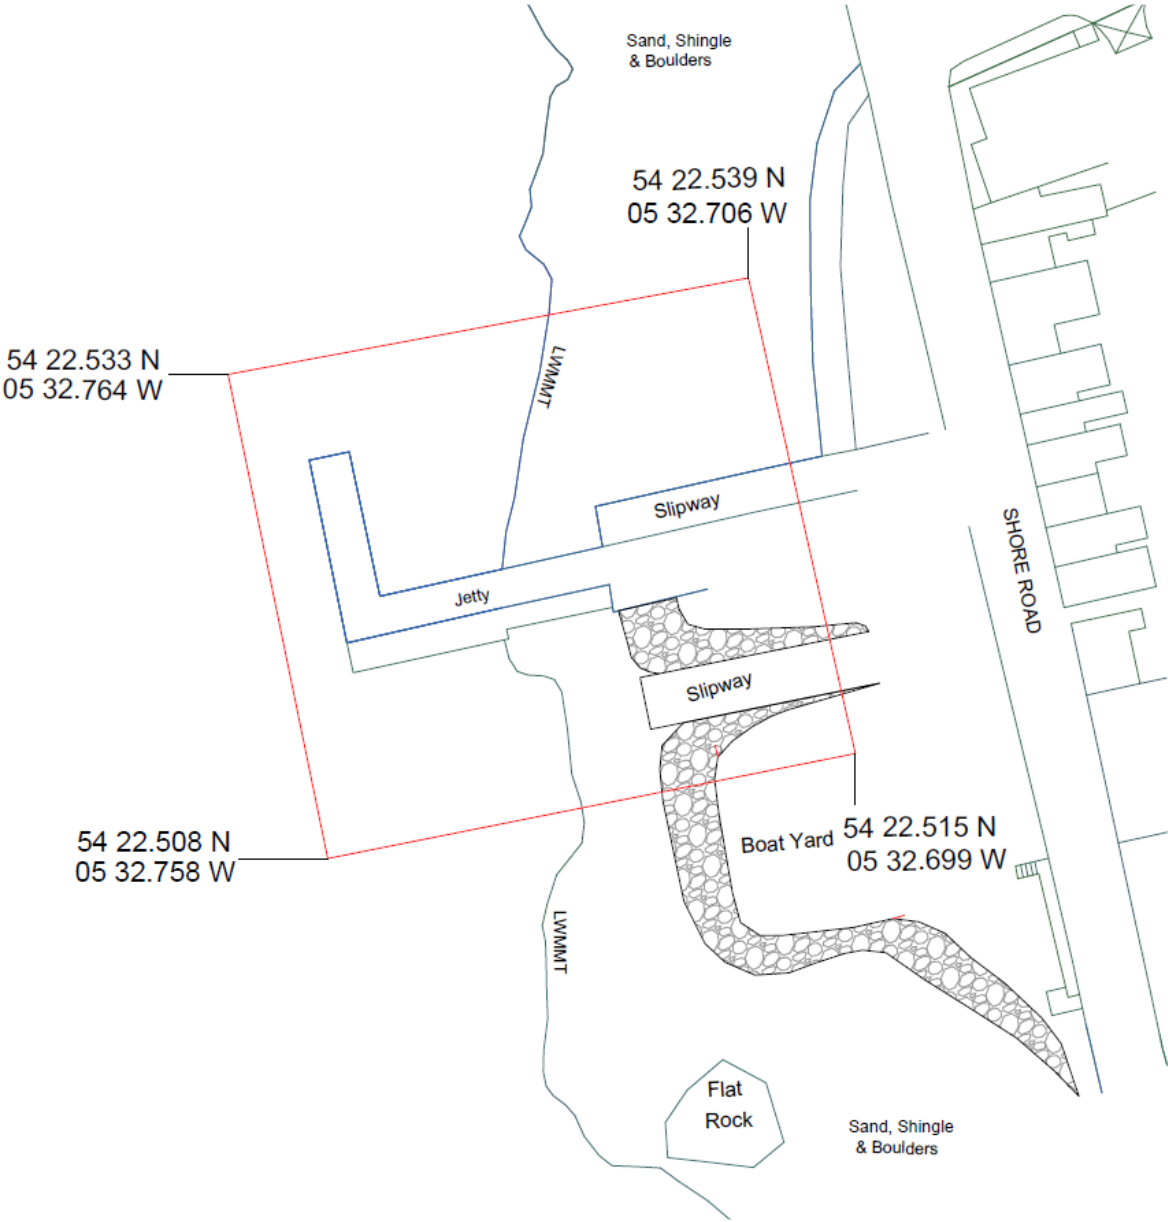 Sand, Shingle
& Boulders
54 22.539 N
05 32.706 W
54 22.533 N
05 32.764 W
LWMMT
Slipway
SHORE ROAD
Jetty
Slipway
54 22.508 N
05 32.758 W
Boat Yard
54 22.515 N
05 32.699 W
LWMMT
Flat
Rock
Sand, Shingle
& Boulders